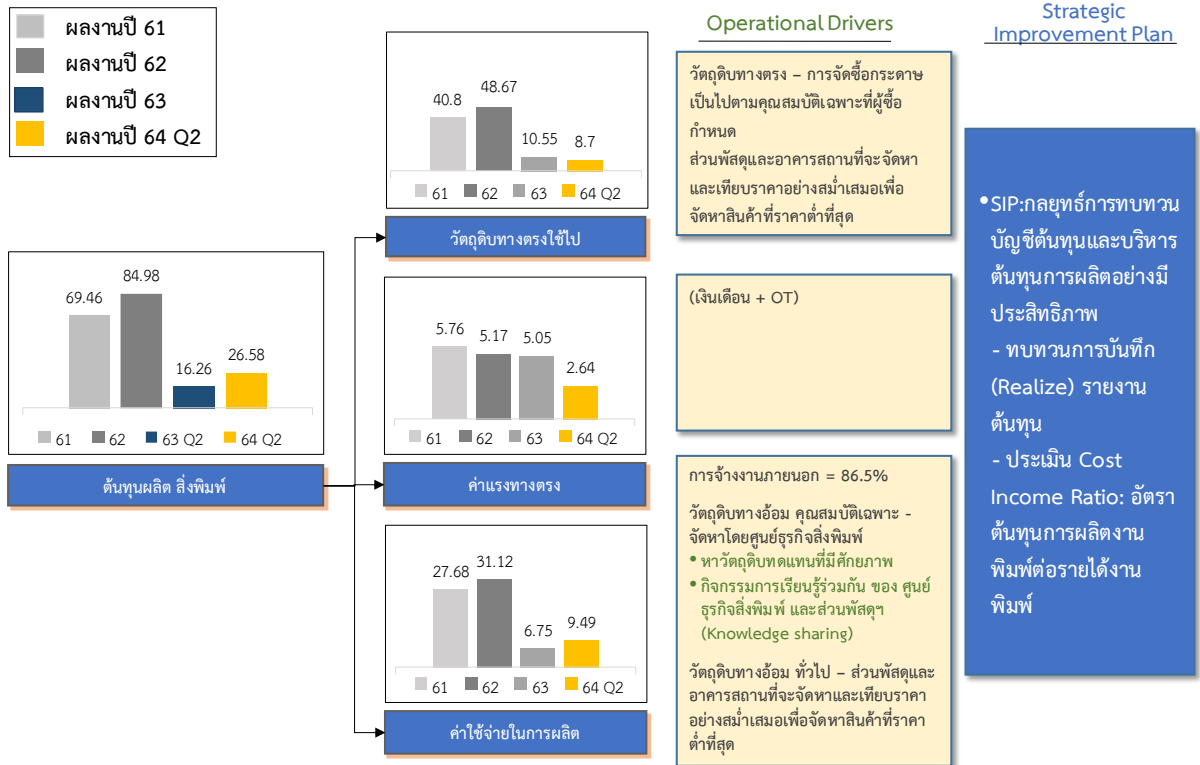 ผลงานปี 61
ผลงานปี 62
ผลงานปี 63
ผลงานปี 64 Q2
69.46
84.98
16.26
26.58
61 62 63 Q2 64 Q2
ต้นทุนผลิต สิ่งพิมพ์
40.8
48.67
10.55
8.7
61 62 63 64 Q2
วัตถุดิบทางตรงใช้ไป
5.76
5.17
5.05
2.64
61 62 63 64 Q2
ค่าแรงทางตรง
27.68
31.12
6.75
9.49
61 62 63 64 Q2
ค่าใช้จ่ายในการผลิต
Operational Drivers
วัตถุดิบทางตรง – การจัดซื้อกระดาษ
เป็นไปตามคุณสมบัติเฉพาะที่ผู้ซื้อ
กำหนด
ส่วนพัสดุและอาคารสถานที่จะจัดหา
และเทียบราคาอย่างสม่ำเสมอเพื่อ
จัดหาสินค้าที่ราคาต่ำที่สุด
(เงินเดือน + OT)
การจ้างงานภายนอก = 86.5%
วัตถุดิบทางอ้อม คุณสมบัติเฉพาะ -
จัดหาโดยศูนย์ธุรกิจสิ่งพิมพ์
• หาวัตถุดิบทดแทนที่มีศักยภาพ
• กิจกรรมการเรียนรู้ร่วมกัน ของ ศูนย์
ธุรกิจสิ่งพิมพ์ และส่วนพัสดุฯ
(Knowledge sharing)
วัตถุดิบทางอ้อม ทั่วไป – ส่วนพัสดุและ
อาคารสถานที่จะจัดหาและเทียบราคา
อย่างสม่ำเสมอเพื่อจัดหาสินค้าที่ราคา
ต่ำที่สุด
Strategic
Improvement Plan
•SIP:กลยุทธ์การทบทวน
บัญชีต้นทุนและบริหาร
ต้นทุนการผลิตอย่างมี
ประสิทธิภาพ
- ทบทวนการบันทึก
(Realize) รายงาน
ต้นทุน
- ประเมิน Cost
Income Ratio: อัตรา
ต้นทุนการผลิตงาน
พิมพ์ต่อรายได้งาน
พิมพ์